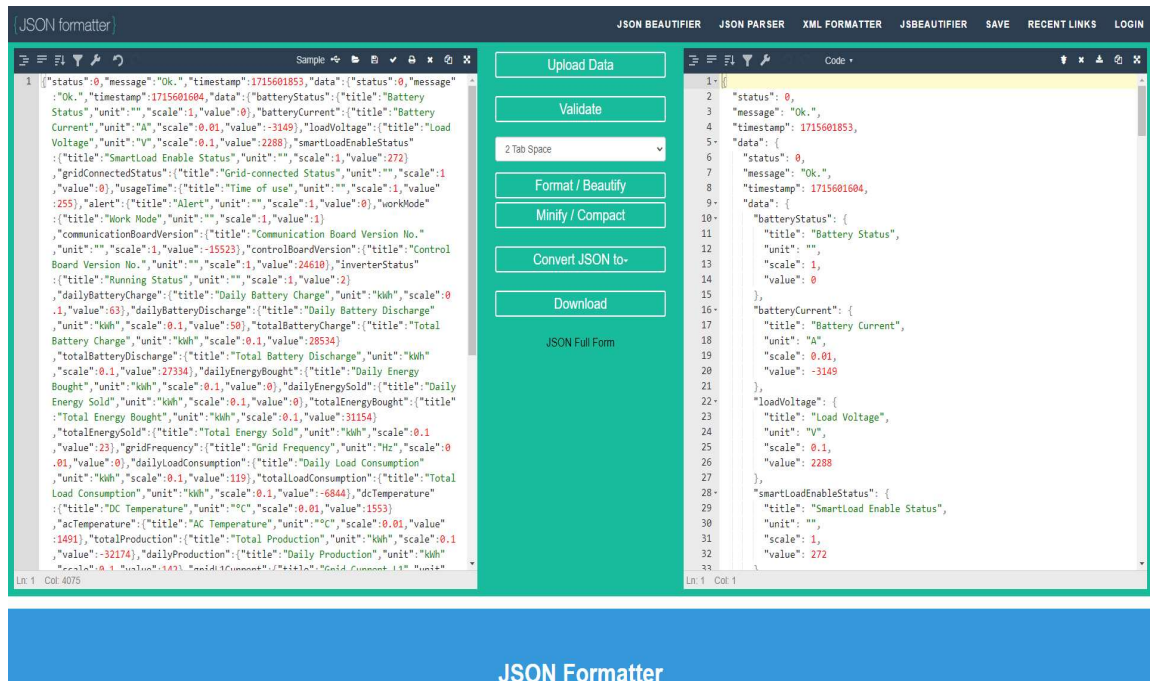 {JSON formatter}
JSON BEAUTIFIER JSON PARSER XML FORMATTER JSBEAUTIFIER SAVE RECENT LINKS LOGIN
Sample
1 {"status":0,"message":"Ok.","timestamp":1715601853,"data":{"status":0,"message"
:"Ok.","timestamp":1715601604,"data":{"batteryStatus":{"title":"Battery
Status","unit":"","scale":1,"value":0},"batteryCurrent":{"title":"Battery
Current","unit":"A","scale":0.01,"value":-3149},"loadVoltage":{"title":"Load
Voltage","unit":"V","scale":0.1,"value":2288},"smartLoadEnableStatus"
:{"title":"SmartLoad Enable Status","unit":"","scale":1,"value":272}
,"gridConnectedStatus":{"title":"Grid-connected Status","unit":"","scale":1
,"value":0},"usageTime":{"title":"Time of use","unit":"","scale":1,"value"
:255},"alert":{"title":"Alert","unit":"","scale":1,"value":0},"workMode"
:{"title":"Work Mode","unit":"","scale":1,"value":1}
,"communicationBoardVersion":{"title":"Communication Board Version No."
,"unit":"","scale":1,"value":-15523},"controlBoardVersion":{"title":"Control
Board Version No.","unit":"","scale":1,"value":24610},"inverterStatus"
:{"title":"Running Status","unit":"","scale":1,"value":2}
,"dailyBatteryCharge":{"title":"Daily Battery Charge","unit":"kWh","scale":0
.1,"value":63},"dailyBatteryDischarge":{"title":"Daily Battery Discharge"
,"unit":"kWh","scale":0.1,"value":50},"totalBatteryCharge":{"title":"Total
Battery Charge","unit":"kWh","scale":0.1,"value":28534}
,"totalBatteryDischarge":{"title":"Total Battery Discharge","unit":"kWh"
,"scale":0.1,"value":27334},"dailyEnergyBought":{"title":"Daily Energy
Bought","unit":"kWh","scale":0.1,"value":0},"dailyEnergySold":{"title":"Daily
Energy Sold","unit":"kWh","scale":0.1,"value":0},"totalEnergyBought":{"title"
:"Total Energy Bought","unit":"kWh","scale":0.1,"value":31154}
,"totalEnergySold":{"title":"Total Energy Sold","unit":"kWh","scale":0.1
,"value":23},"gridFrequency":{"title":"Grid Frequency","unit":"Hz","scale":0
.01,"value":0},"dailyLoadConsumption":{"title":"Daily Load Consumption"
,"unit":"kWh","scale":0.1,"value":119},"totalLoadConsumption":{"title":"Total
Load Consumption","unit":"kWh","scale":0.1,"value":-6844},"dcTemperature"
:{"title":"DC Temperature","unit":"°C","scale":0.01,"value":1553}
,"acTemperature":{"title":"AC Temperature","unit":"°C","scale":0.01,"value"
:1491},"totalProduction":{"title":"Total Production","unit":"kWh","scale":0.1
,"value":-32174},"dailyProduction":{"title":"Daily Production","unit":"kWh"
,"scale":0.1,"value":142},"gridL1Current":{"title":"Grid Current L1","unit"
Ln: 1 Col: 4075
Upload Data
Validate
2 Tab Space
Format / Beautify
Minify / Compact
Convert JSON to
Download
JSON Full Form
Code
1 {
2 "status": 0,
3 "message": "Ok.",
4 "timestamp": 1715601853,
5 "data": {
6 "status": 0,
7 "message": "Ok.",
8 "timestamp": 1715601604,
9 "data": {
10 "batteryStatus": {
11 "title": "Battery Status",
12 "unit": "",
13 "scale": 1,
14 "value": 0
15 },
16 "batteryCurrent": {
17 "title": "Battery Current",
18 "unit": "A",
19 "scale": 0.01,
20 "value": -3149
21 },
22 "loadVoltage": {
23 "title": "Load Voltage",
24 "unit": "V",
25 "scale": 0.1,
26 "value": 2288
27 },
28 "smartLoadEnableStatus": {
29 "title": "SmartLoad Enable Status",
30 "unit": "",
31 "scale": 1,
32 "value": 272
33 }
Ln: 1 Col: 1
JSON Formatter